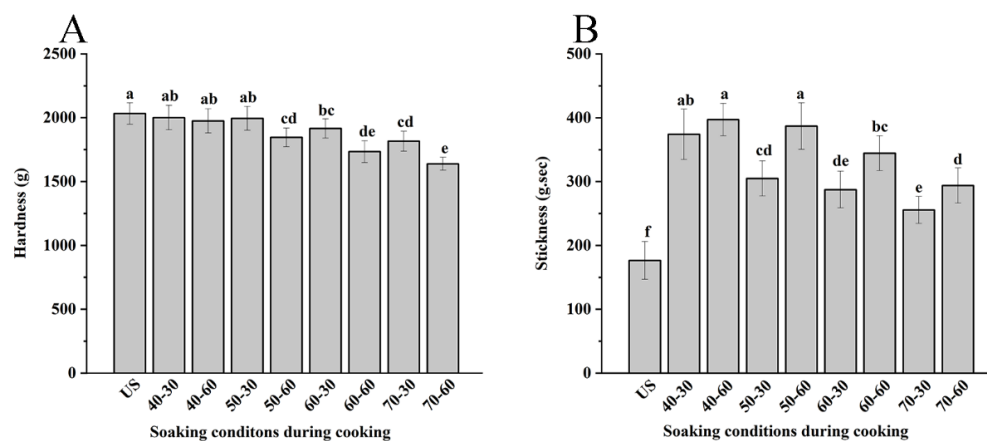 A
Hardness (g)
2500
2000
1500
1000
500
0
a
ab
ab
ab
cd
bc
de
cd
e
US
40-30
40-60
50-30
50-60
60-30
60-60
70-30
70-60
Soaking conditons during cooking
B
Stickness (g.sec)
500
400
300
200
100
0
f
ab
a
cd
a
de
bc
e
d
US
40-30
40-60
50-30
50-60
60-30
60-60
70-30
70-60
Soaking conditions during cooking